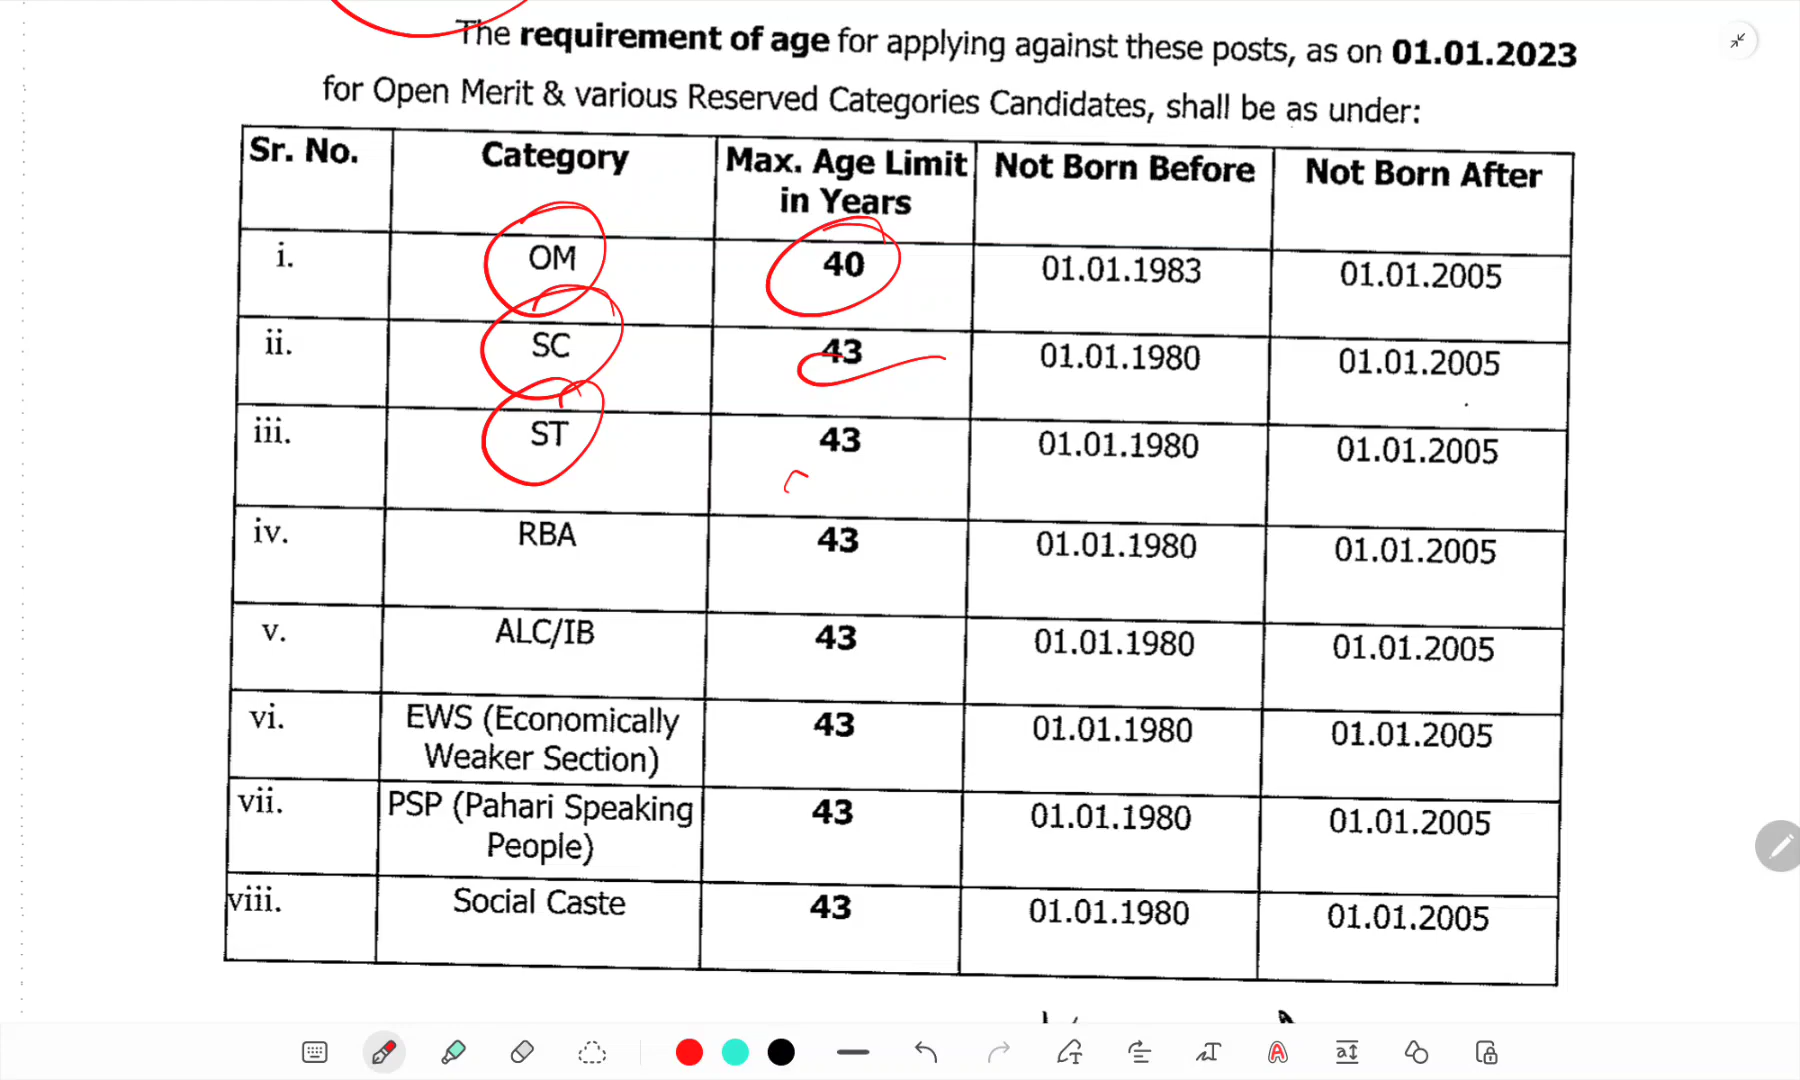 The requirement of age for applying against these posts, as on 01.01.2023
for Open Merit & various Reserved Categories Candidates, shall be as under:
Sr. No. Category Max. Age Limit in Years Not Born Before Not Born After
i. OM 40 01.01.1983 01.01.2005
ii. SC 43 01.01.1980 01.01.2005
iii. ST 43 01.01.1980 01.01.2005
iv. RBA 43 01.01.1980 01.01.2005
v. ALC/IB 43 01.01.1980 01.01.2005
vi. EWS (Economically Weaker Section) 43 01.01.1980 01.01.2005
vii. PSP (Pahari Speaking People) 43 01.01.1980 01.01.2005
viii. Social Caste 43 01.01.1980 01.01.2005